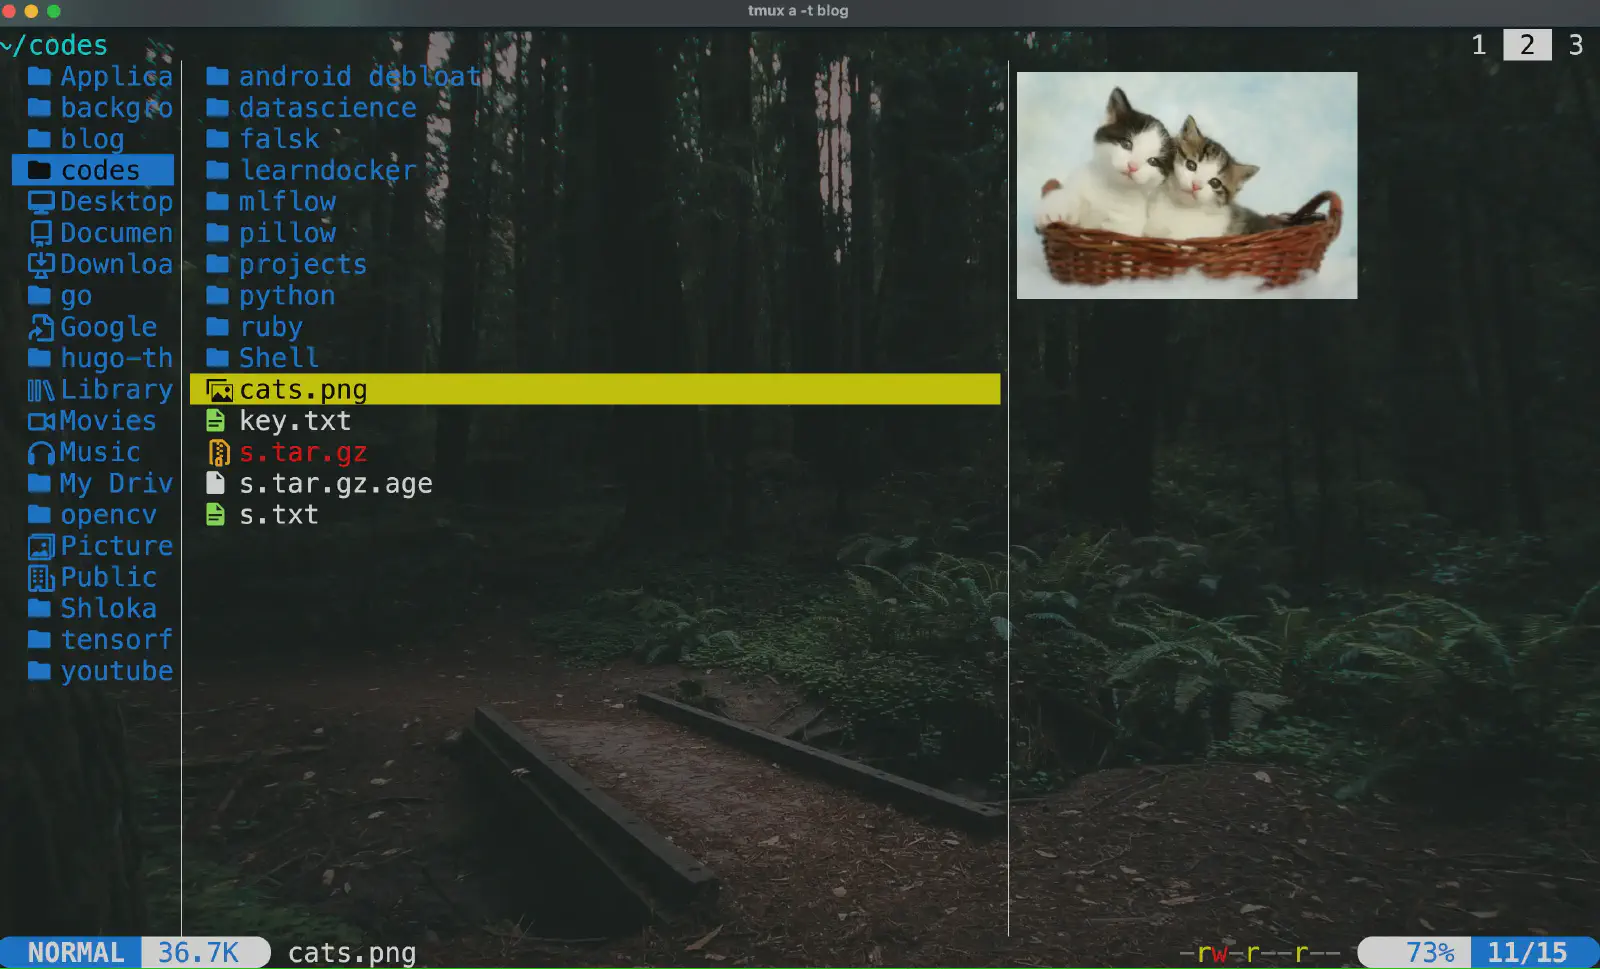 tmux a -t blog
~/codes
1 2 3
Applica
backgro
blog
codes
Desktop
Documen
Downloa
go
Google
hugo-th
Library
Movies
Music
My Driv
opencv
Picture
Public
Shloka
tensorf
youtube
android debloat
datascience
falsk
learndocker
mlflow
pillow
projects
python
ruby
Shell
cats.png
key.txt
s.tar.gz
s.tar.gz.age
s.txt
NORMAL 36.7K cats.png -rw-r--r-- 73% 11/15